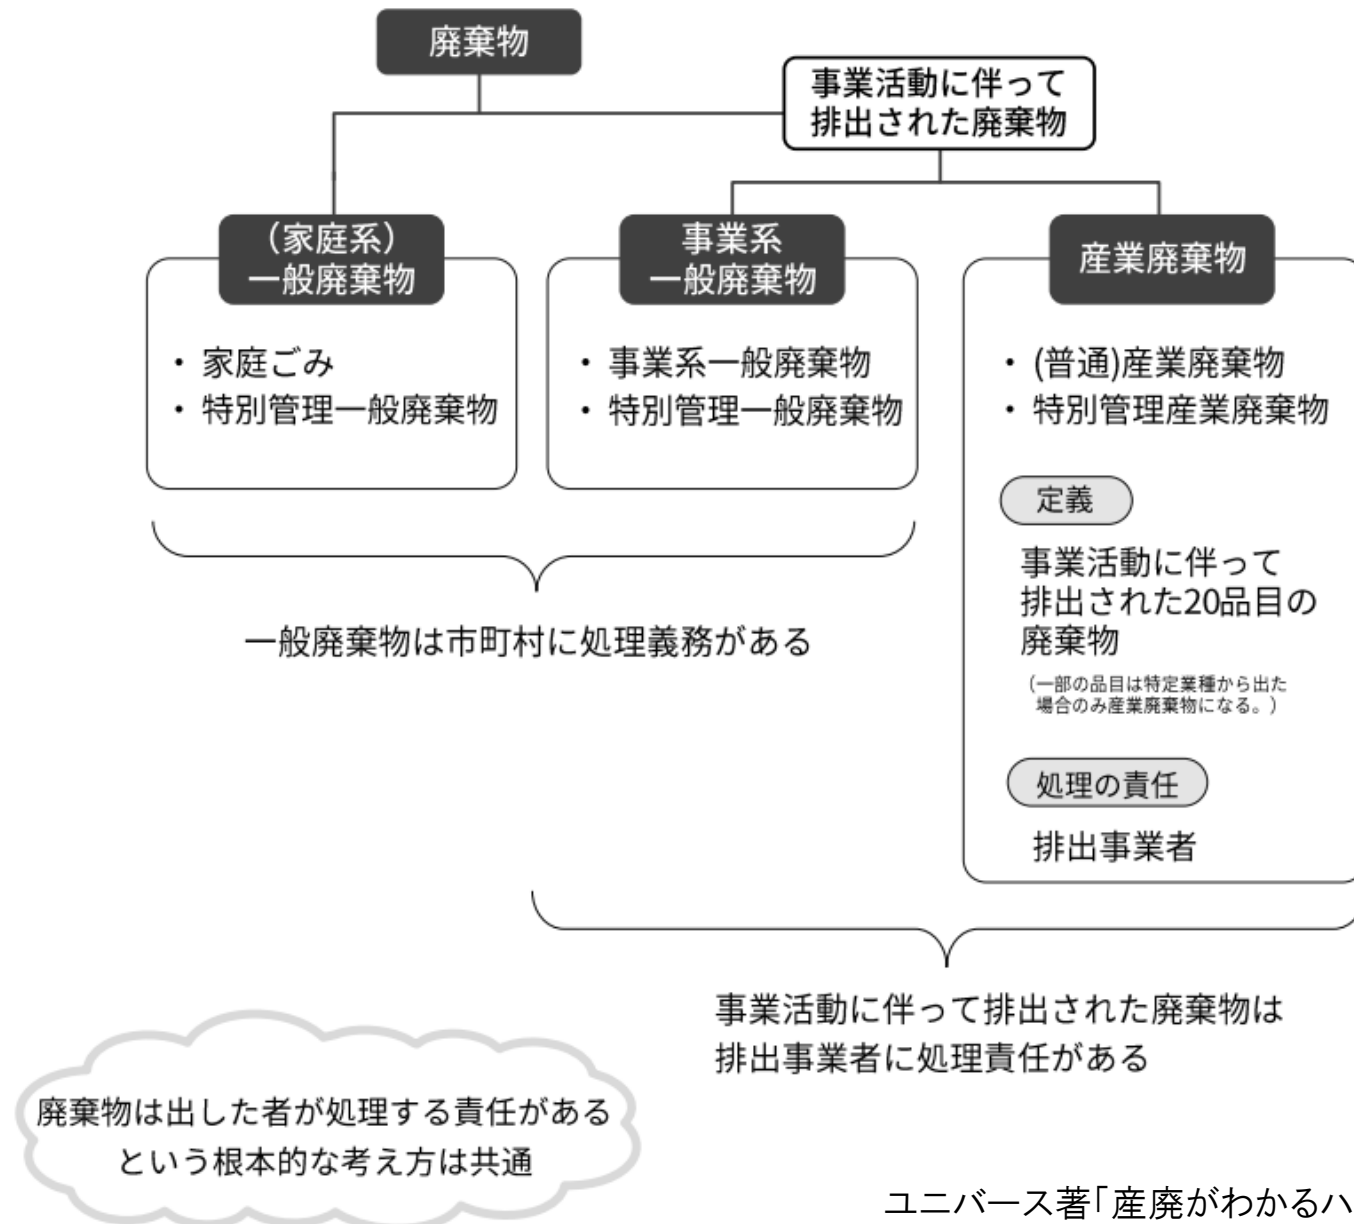 廃棄物
事業活動に伴って
排出された廃棄物
（家庭系）
一般廃棄物
・ 家庭ごみ
・ 特別管理一般廃棄物
事業系
一般廃棄物
・ 事業系一般廃棄物
・ 特別管理一般廃棄物
産業廃棄物
・ (普通)産業廃棄物
・ 特別管理産業廃棄物
定義
事業活動に伴って
排出された20品目の
廃棄物
（一部の品目は特定業種から出た
場合のみ産業廃棄物になる。）
処理の責任
排出事業者
一般廃棄物は市町村に処理義務がある
事業活動に伴って排出された廃棄物は
排出事業者に処理責任がある
廃棄物は出した者が処理する責任がある
という根本的な考え方は共通
ユニバース著「産廃がわかるハ